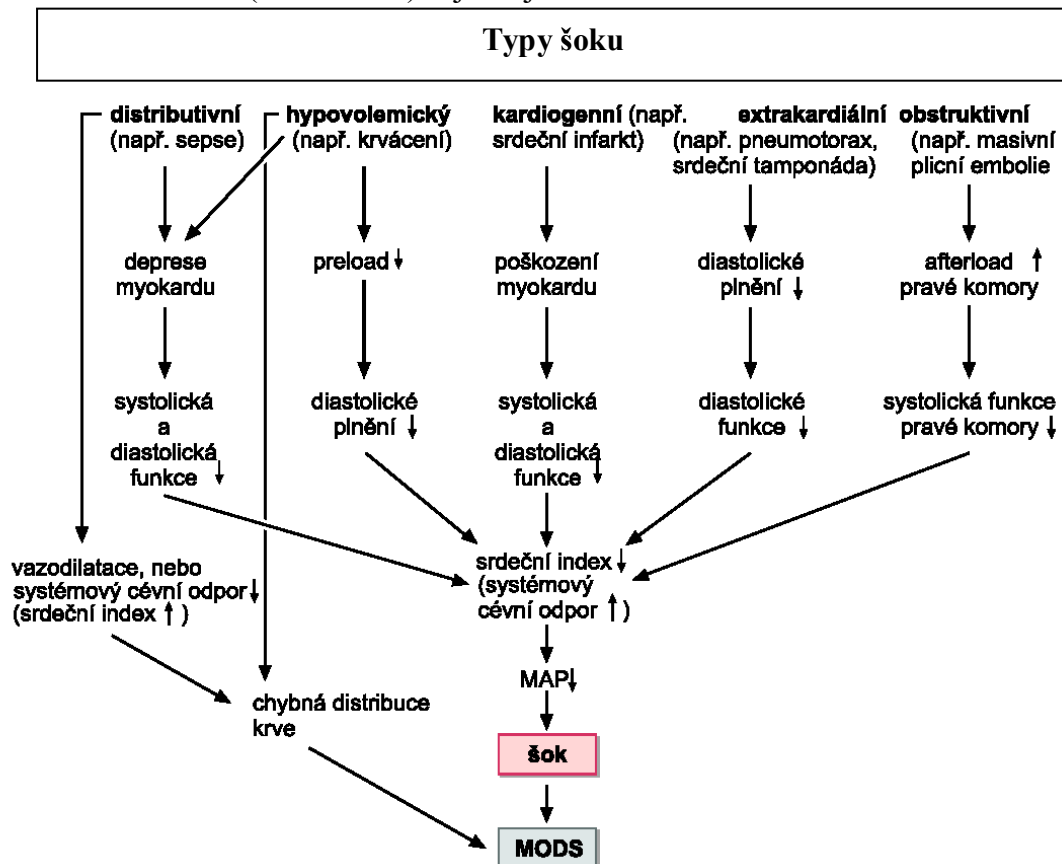 Typy šoku
distributivní
(např. sepse)
hypovolemický
(např. krvácení)
kardiogenní (např.
srdeční infarkt)
extrakardiální
(např. pneumotorax,
srdeční tamponáda)
obstruktivní
(např. masivní
plicní embolie
deprese
myokardu
preload ↓
poškození
myokardu
diastolické
plnění ↓
afterload ↑
pravé komory
systolická
a
diastolická
funkce ↓
diastolické
plnění ↓
systolická
a
diastolická
funkce ↓
diastolické
funkce ↓
systolická funkce
pravé komory ↓
vazodilatace, nebo
systémový cévní odpor ↓
(srdeční index ↑ )
srdeční index ↓
(systémový
cévní odpor ↑ )
MAP ↓
chybná distribuce
krve
šok
MODS